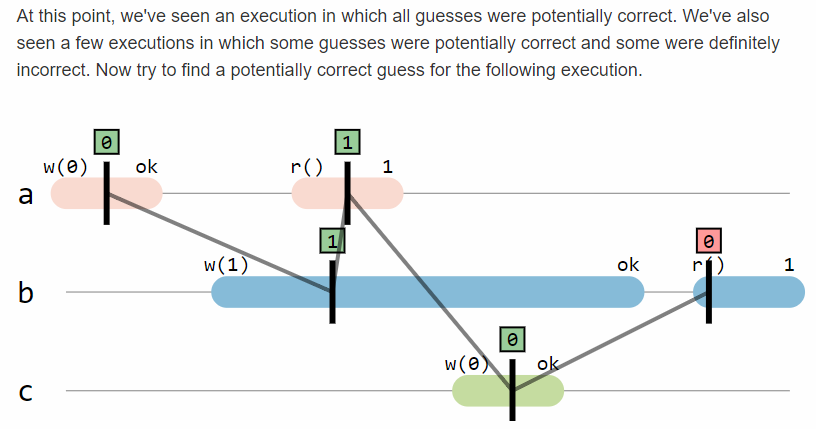 At this point, we've seen an execution in which all guesses were potentially correct. We've also
seen a few executions in which some guesses were potentially correct and some were definitely
incorrect. Now try to find a potentially correct guess for the following execution.
0 1
w(0) ok r() 1
a
1 0
w(1) ok r() 1
b
0
w(0) ok
c